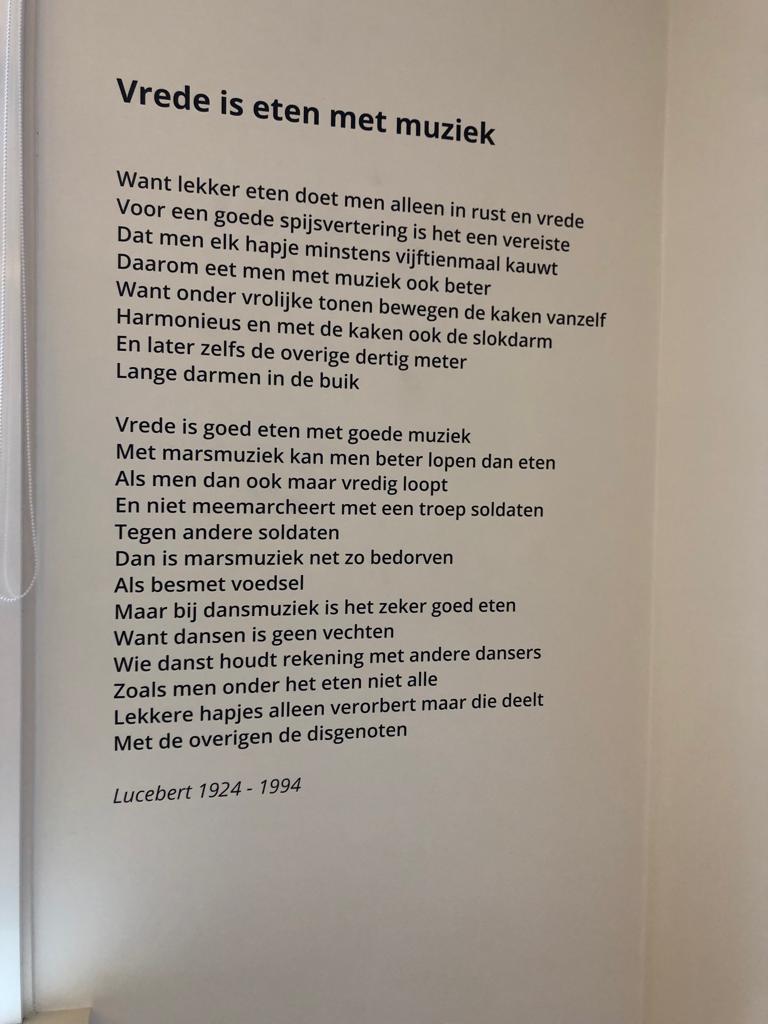 Vrede is eten met muziek
Want lekker eten doet men alleen in rust en vrede
Voor een goede spijsvertering is het een vereiste
Dat men elk hapje minstens vijftienmaal kauwt
Daarom eet men met muziek ook beter
Want onder vrolijke tonen bewegen de kaken vanzelf
Harmonieus en met de kaken ook de slokdarm
En later zelfs de overige dertig meter
Lange darmen in de buik
Vrede is goed eten met goede muziek
Met marsmuziek kan men beter lopen dan eten
Als men dan ook maar vredig loopt
En niet meemarcheert met een troep soldaten
Tegen andere soldaten
Dan is marsmuziek net zo bedorven
Als besmet voedsel
Maar bij dansmuziek is het zeker goed eten
Want dansen is geen vechten
Wie danst houdt rekening met andere dansers
Zoals men onder het eten niet alle
Lekkere hapjes alleen verorbert maar die deelt
Met de overigen de disgenoten
Lucebert 1924 - 1994